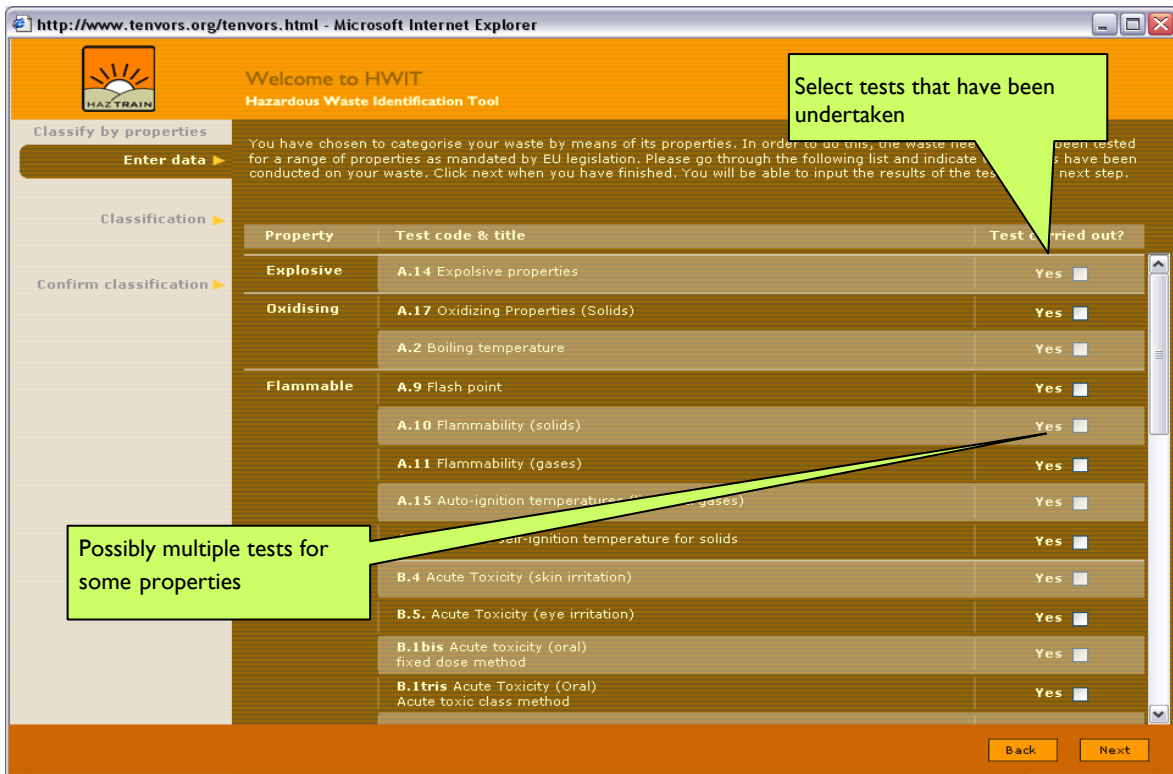 http://www.tenvors.org/tenvors.html - Microsoft Internet Explorer
HAZ TRAIN
Welcome to HWIT
Hazardous Waste Identification Tool
Select tests that have been
undertaken
Classify by properties
Enter data
Classification
Confirm classification
You have chosen to categorise your waste by means of its properties. In order to do this, the waste nee been tested
for a range of properties as mandated by EU legislation. Please go through the following list and indicate s have been
conducted on your waste. Click next when you have finished. You will be able to input the results of the tes next step.
Property Test code & title Test carried out?
Explosive A.14 Expolsive properties Yes
Oxidising A.17 Oxidizing Properties (Solids) Yes
A.2 Boiling temperature Yes
Flammable A.9 Flash point Yes
A.10 Flammability (solids) Yes
A.11 Flammability (gases) Yes
A.15 Auto-ignition temperatures gases) Yes
self-ignition temperature for solids Yes
Possibly multiple tests for
some properties
B.4 Acute Toxicity (skin irritation) Yes
B.5. Acute Toxicity (eye irritation) Yes
B.1bis Acute toxicity (oral)
fixed dose method Yes
B.1tris Acute Toxicity (Oral)
Acute toxic class method Yes
Back Next